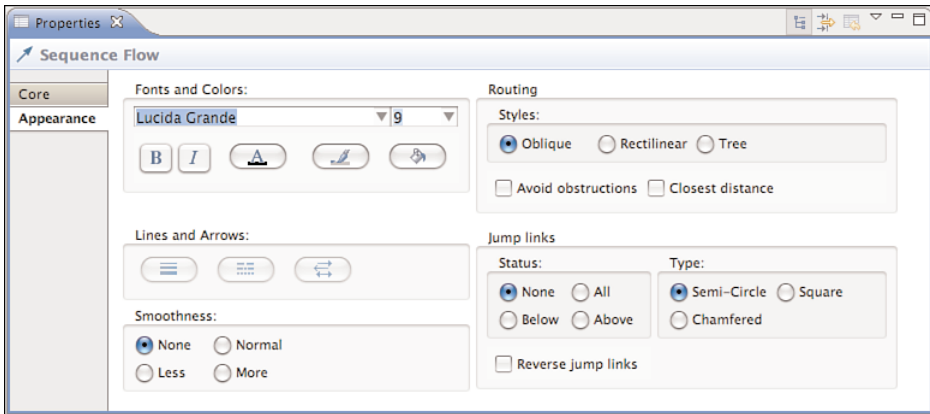 Properties
Sequence Flow
Core
Appearance
Fonts and Colors:
Lucida Grande 9
B I A
Lines and Arrows:
Smoothness:
None Normal
Less More
Routing
Styles:
Oblique Rectilinear Tree
Avoid obstructions Closest distance
Jump links
Status:
None All
Below Above
Type:
Semi-Circle Square
Chamfered
Reverse jump links